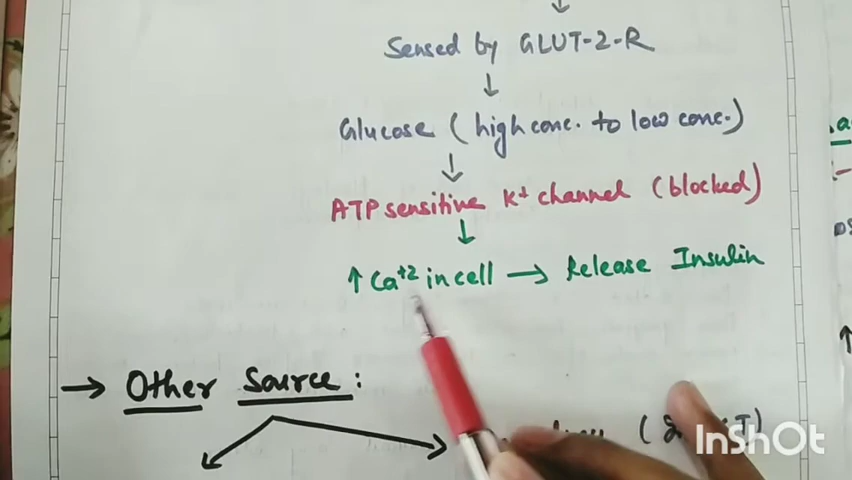 ↓
Sensed by GLUT-2-R
↓
Glucose (high conc. to low conc.)
↓
ATP sensitive K+ channel (blocked)
↓
↑ Ca+2 in cell → Release Insulin
→ Other Source:
InShOt